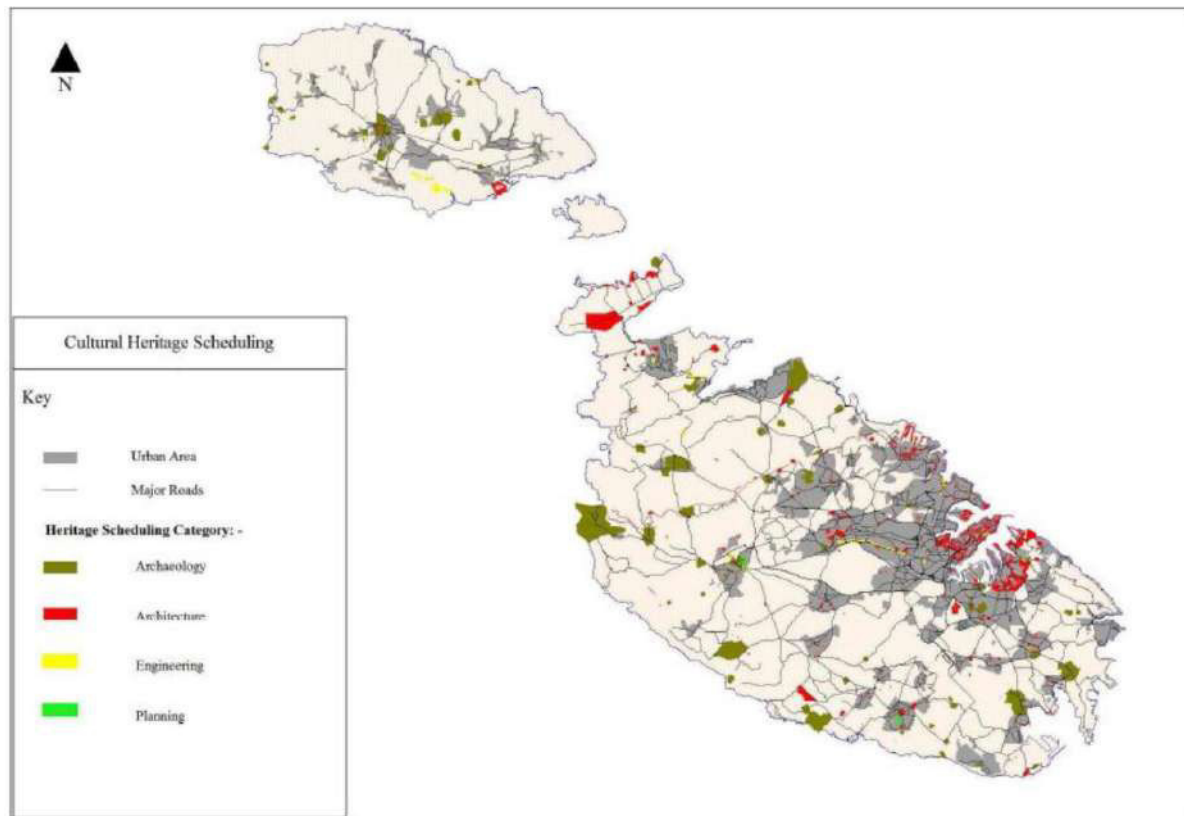 N
Cultural Heritage Scheduling
Key
Urban Area
Major Roads
Heritage Scheduling Category: -
Archaeology
Architecture
Engineering
Planning